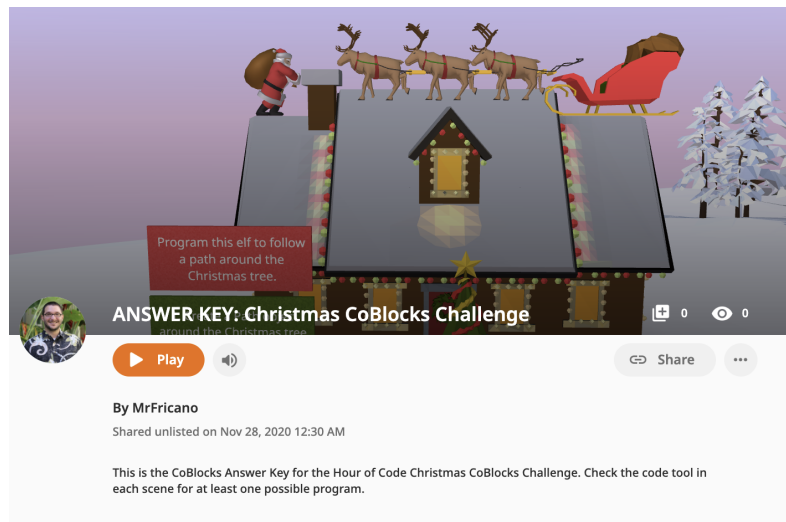 Program this elf to follow
a path around the
Christmas tree.
around the Christmas tree
ANSWER KEY: Christmas CoBlocks Challenge
0
0
Play
Share
By MrFricano
Shared unlisted on Nov 28, 2020 12:30 AM
This is the CoBlocks Answer Key for the Hour of Code Christmas CoBlocks Challenge. Check the code tool in
each scene for at least one possible program.